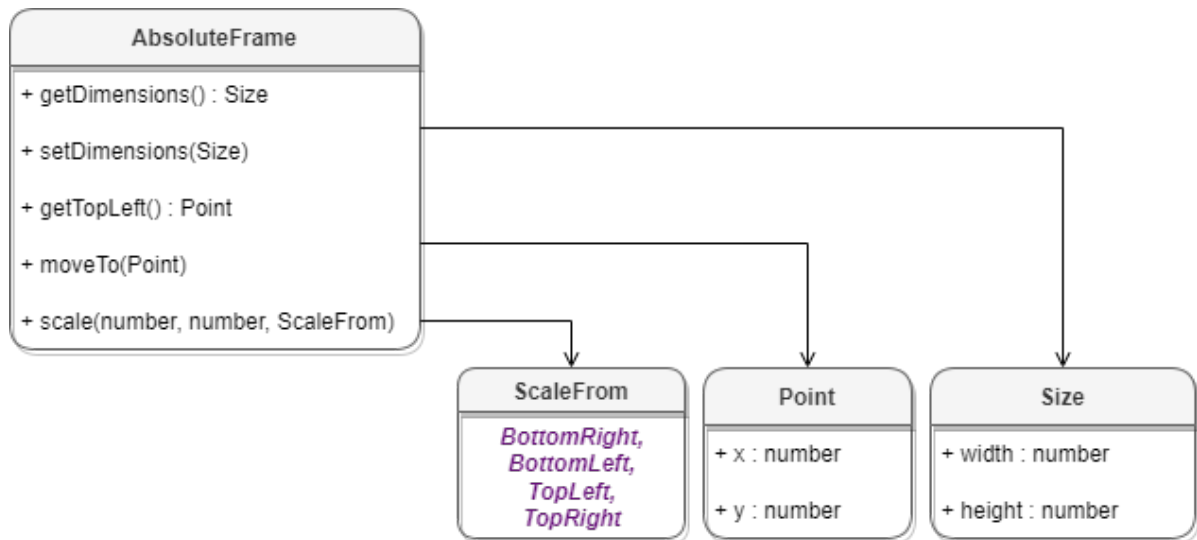 AbsoluteFrame
+ getDimensions() : Size
+ setDimensions(Size)
+ getTopLeft() : Point
+ moveTo(Point)
+ scale(number, number, ScaleFrom)
ScaleFrom
BottomRight,
BottomLeft,
TopLeft,
TopRight
Point
+ x : number
+ y : number
Size
+ width : number
+ height : number